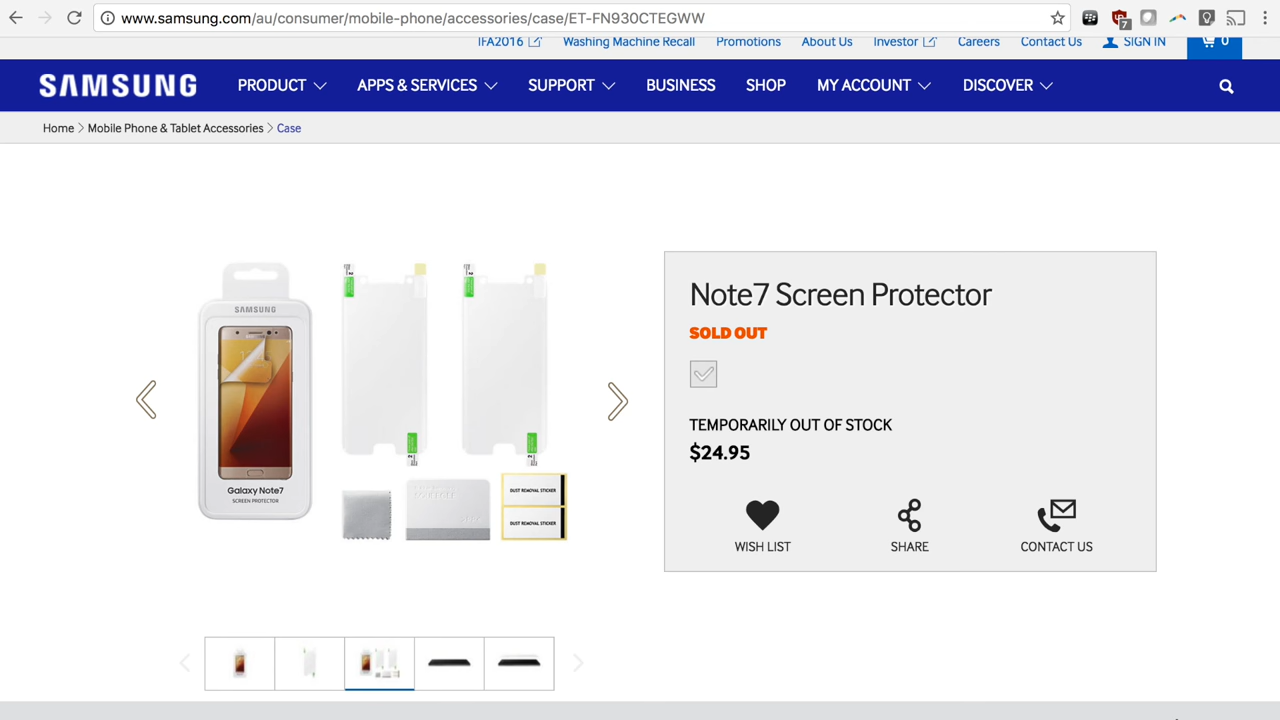 www.samsung.com/au/consumer/mobile-phone/accessories/case/ET-FN930CTEGWW
7
IFA2016 Washing Machine Recall Promotions About Us Investor Careers Contact Us SIGN IN 0
SAMSUNG PRODUCT APPS & SERVICES SUPPORT BUSINESS SHOP MY ACCOUNT DISCOVER
Home > Mobile Phone & Tablet Accessories > Case
SAMSUNG
Galaxy Note7
SCREEN PROTECTOR
DUST REMOVAL STICKER
DUST REMOVAL STICKER
Note7 Screen Protector
SOLD OUT
TEMPORARILY OUT OF STOCK
$24.95
WISH LIST SHARE CONTACT US